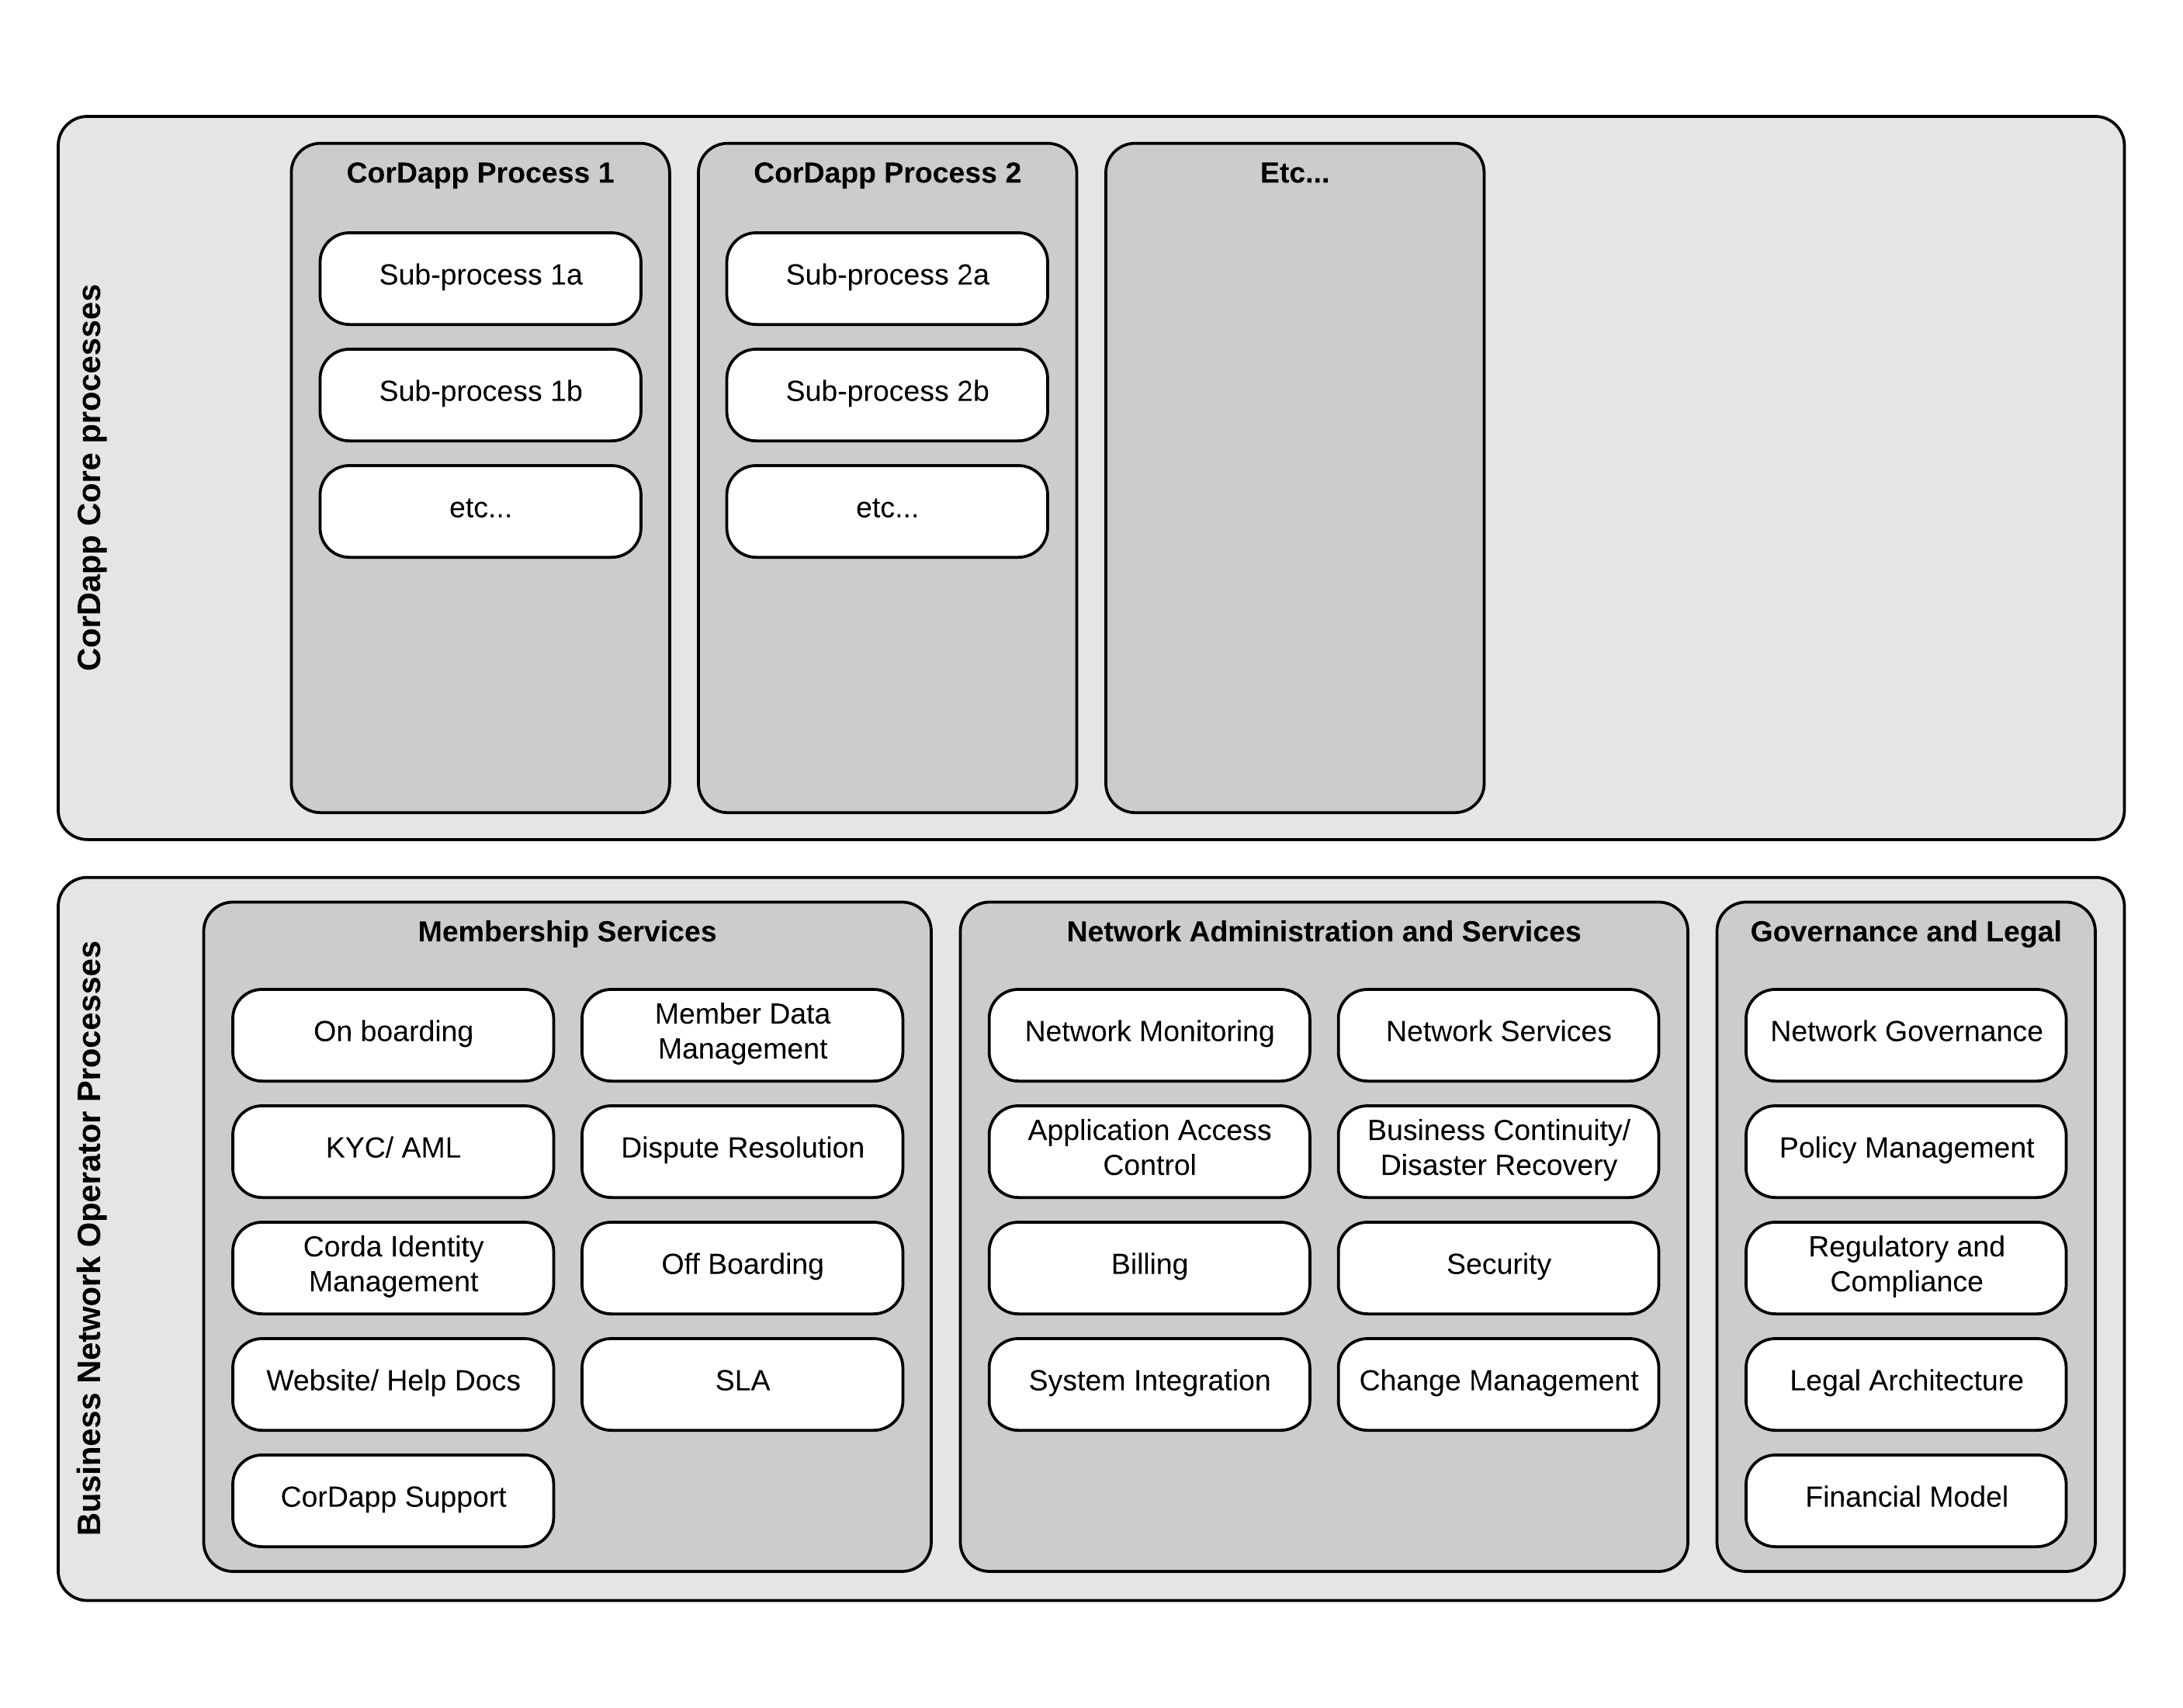 CorDapp Core processes
CorDapp Process 1
Sub-process 1a
Sub-process 1b
etc...
CorDapp Process 2
Sub-process 2a
Sub-process 2b
etc...
Etc...
Business Network Operator Processes
Membership Services
On boarding
KYC/ AML
Corda Identity
Management
Website/ Help Docs
CorDapp Support
Member Data
Management
Dispute Resolution
Off Boarding
SLA
Network Administration and Services
Network Monitoring
Application Access
Control
Billing
System Integration
Network Services
Business Continuity/
Disaster Recovery
Security
Change Management
Governance and Legal
Network Governance
Policy Management
Regulatory and
Compliance
Legal Architecture
Financial Model